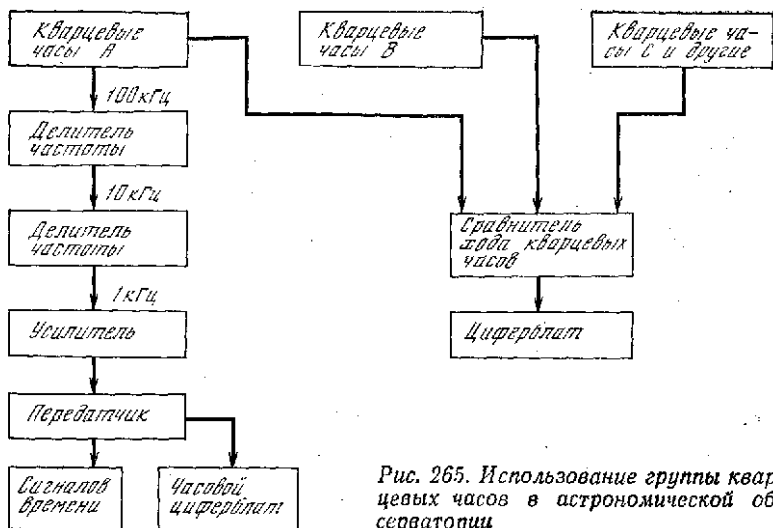 Кварцевые
часы А
Кварцевые
часы В
Кварцевые ча-
сы С и другие
100кГц
Делитель
частоты
10кГц
Делитель
частоты
Сравнитель
хода кварцевых
часов
1кГц
Усилитель
Циферблат
Передатчик
Сигналов
времени
Часовой
циферблат
Рис. 265. Использование группы квар-
цевых часов в астрономической об-
серватории